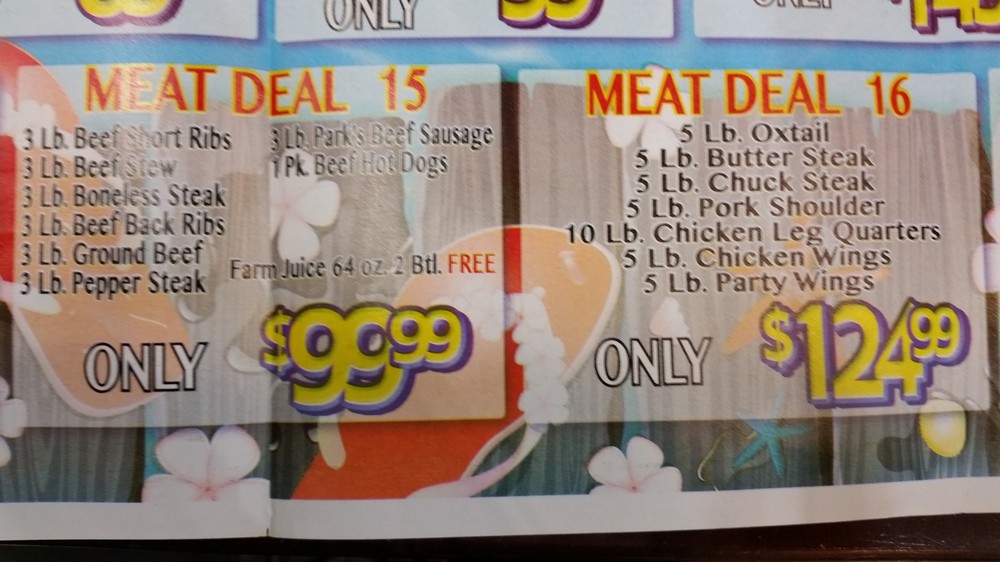 ONLY
MEAT DEAL 15
3 Lb. Beef Short Ribs
3 Lb. Beef Stew
3 Lb. Boneless Steak
3 Lb. Beef Back Ribs
3 Lb. Ground Beef
3 Lb. Pepper Steak
3 Lb. Park's Beef Sausage
1 Pk. Beef Hot Dogs
Farm Juice 64 oz. 2 Btl. FREE
ONLY $99.99
MEAT DEAL 16
5 Lb. Oxtail
5 Lb. Butter Steak
5 Lb. Chuck Steak
5 Lb. Pork Shoulder
10 Lb. Chicken Leg Quarters
5 Lb. Chicken Wings
5 Lb. Party Wings
ONLY $124.99